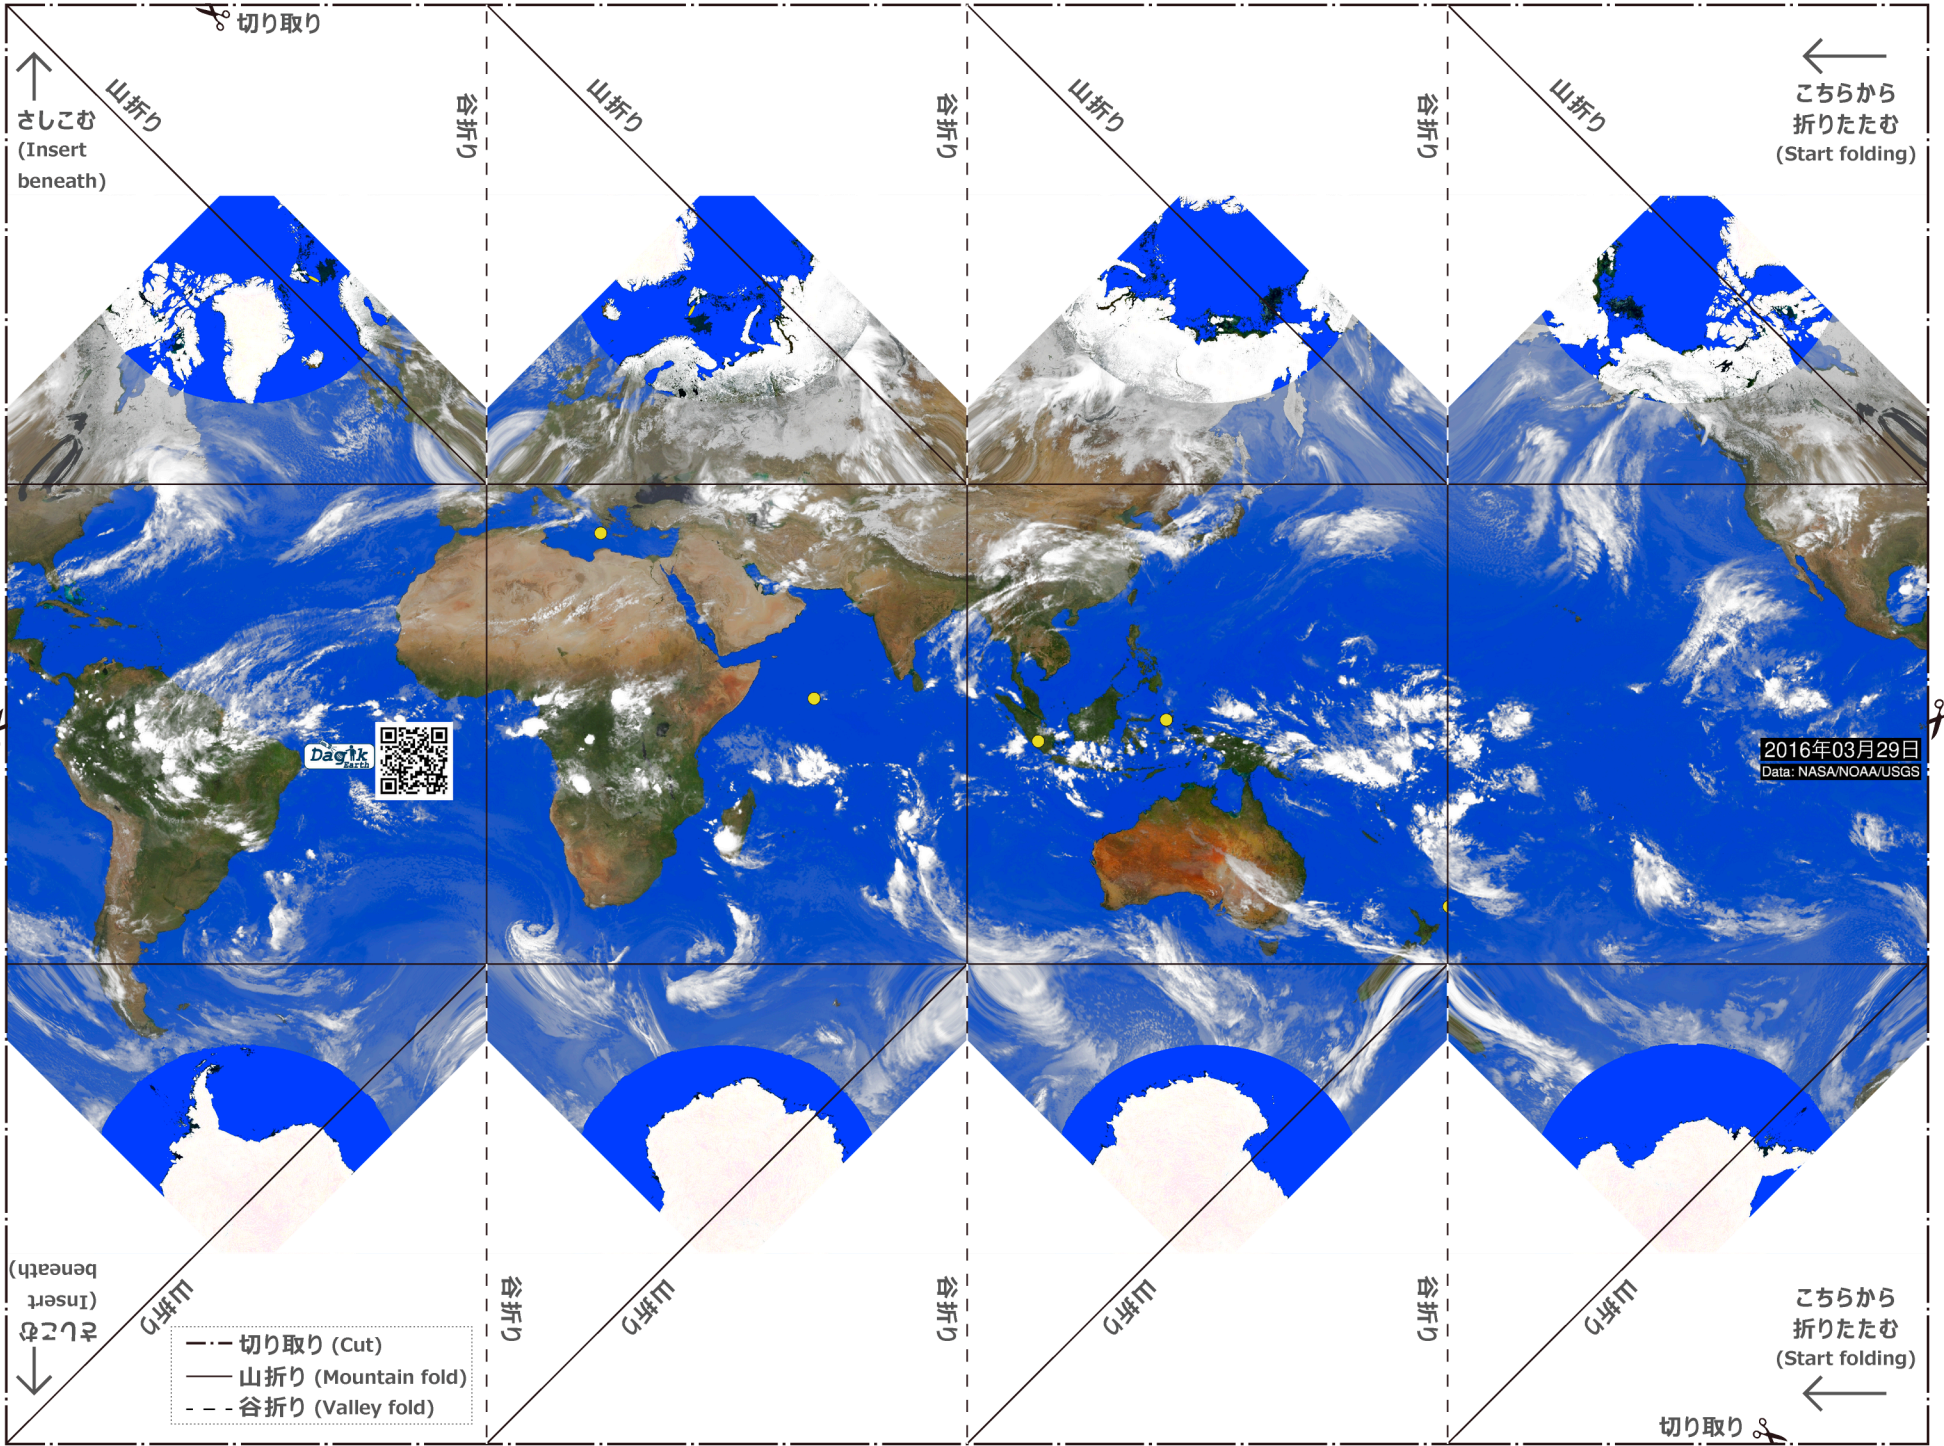 切り取り
さしこむ
(Insert
beneath)
山折り
谷折り
山折り
谷折り
山折り
谷折り
山折り
こちらから
折りたたむ
(Start folding)
Dagik
Earth
2016年03月29日
Data: NASA/NOAA/USGS
さしこむ
(Insert
beneath)
山折り
谷折り
山折り
谷折り
山折り
谷折り
山折り
こちらから
折りたたむ
(Start folding)
切り取り (Cut)
山折り (Mountain fold)
谷折り (Valley fold)
切り取り